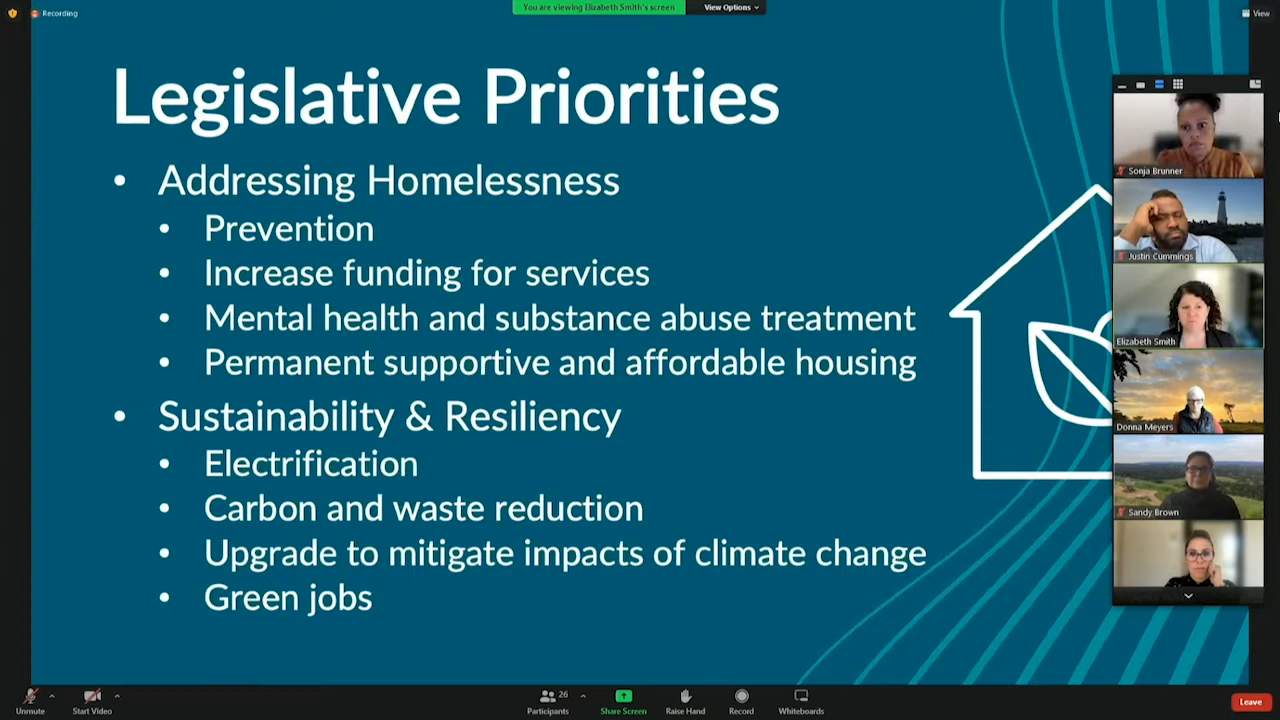 Recording
You are viewing Elizabeth Smith's screen
View Options
View
Legislative Priorities
• Addressing Homelessness
• Prevention
• Increase funding for services
• Mental health and substance abuse treatment
• Permanent supportive and affordable housing
• Sustainability & Resiliency
• Electrification
• Carbon and waste reduction
• Upgrade to mitigate impacts of climate change
• Green jobs
Sonja Brunner
Justin Cummings
Elizabeth Smith
Donna Meyers
Sandy Brown
Unmute
Start Video
26
Participants
Share Screen
Raise Hand
Record
Whiteboards
Leave